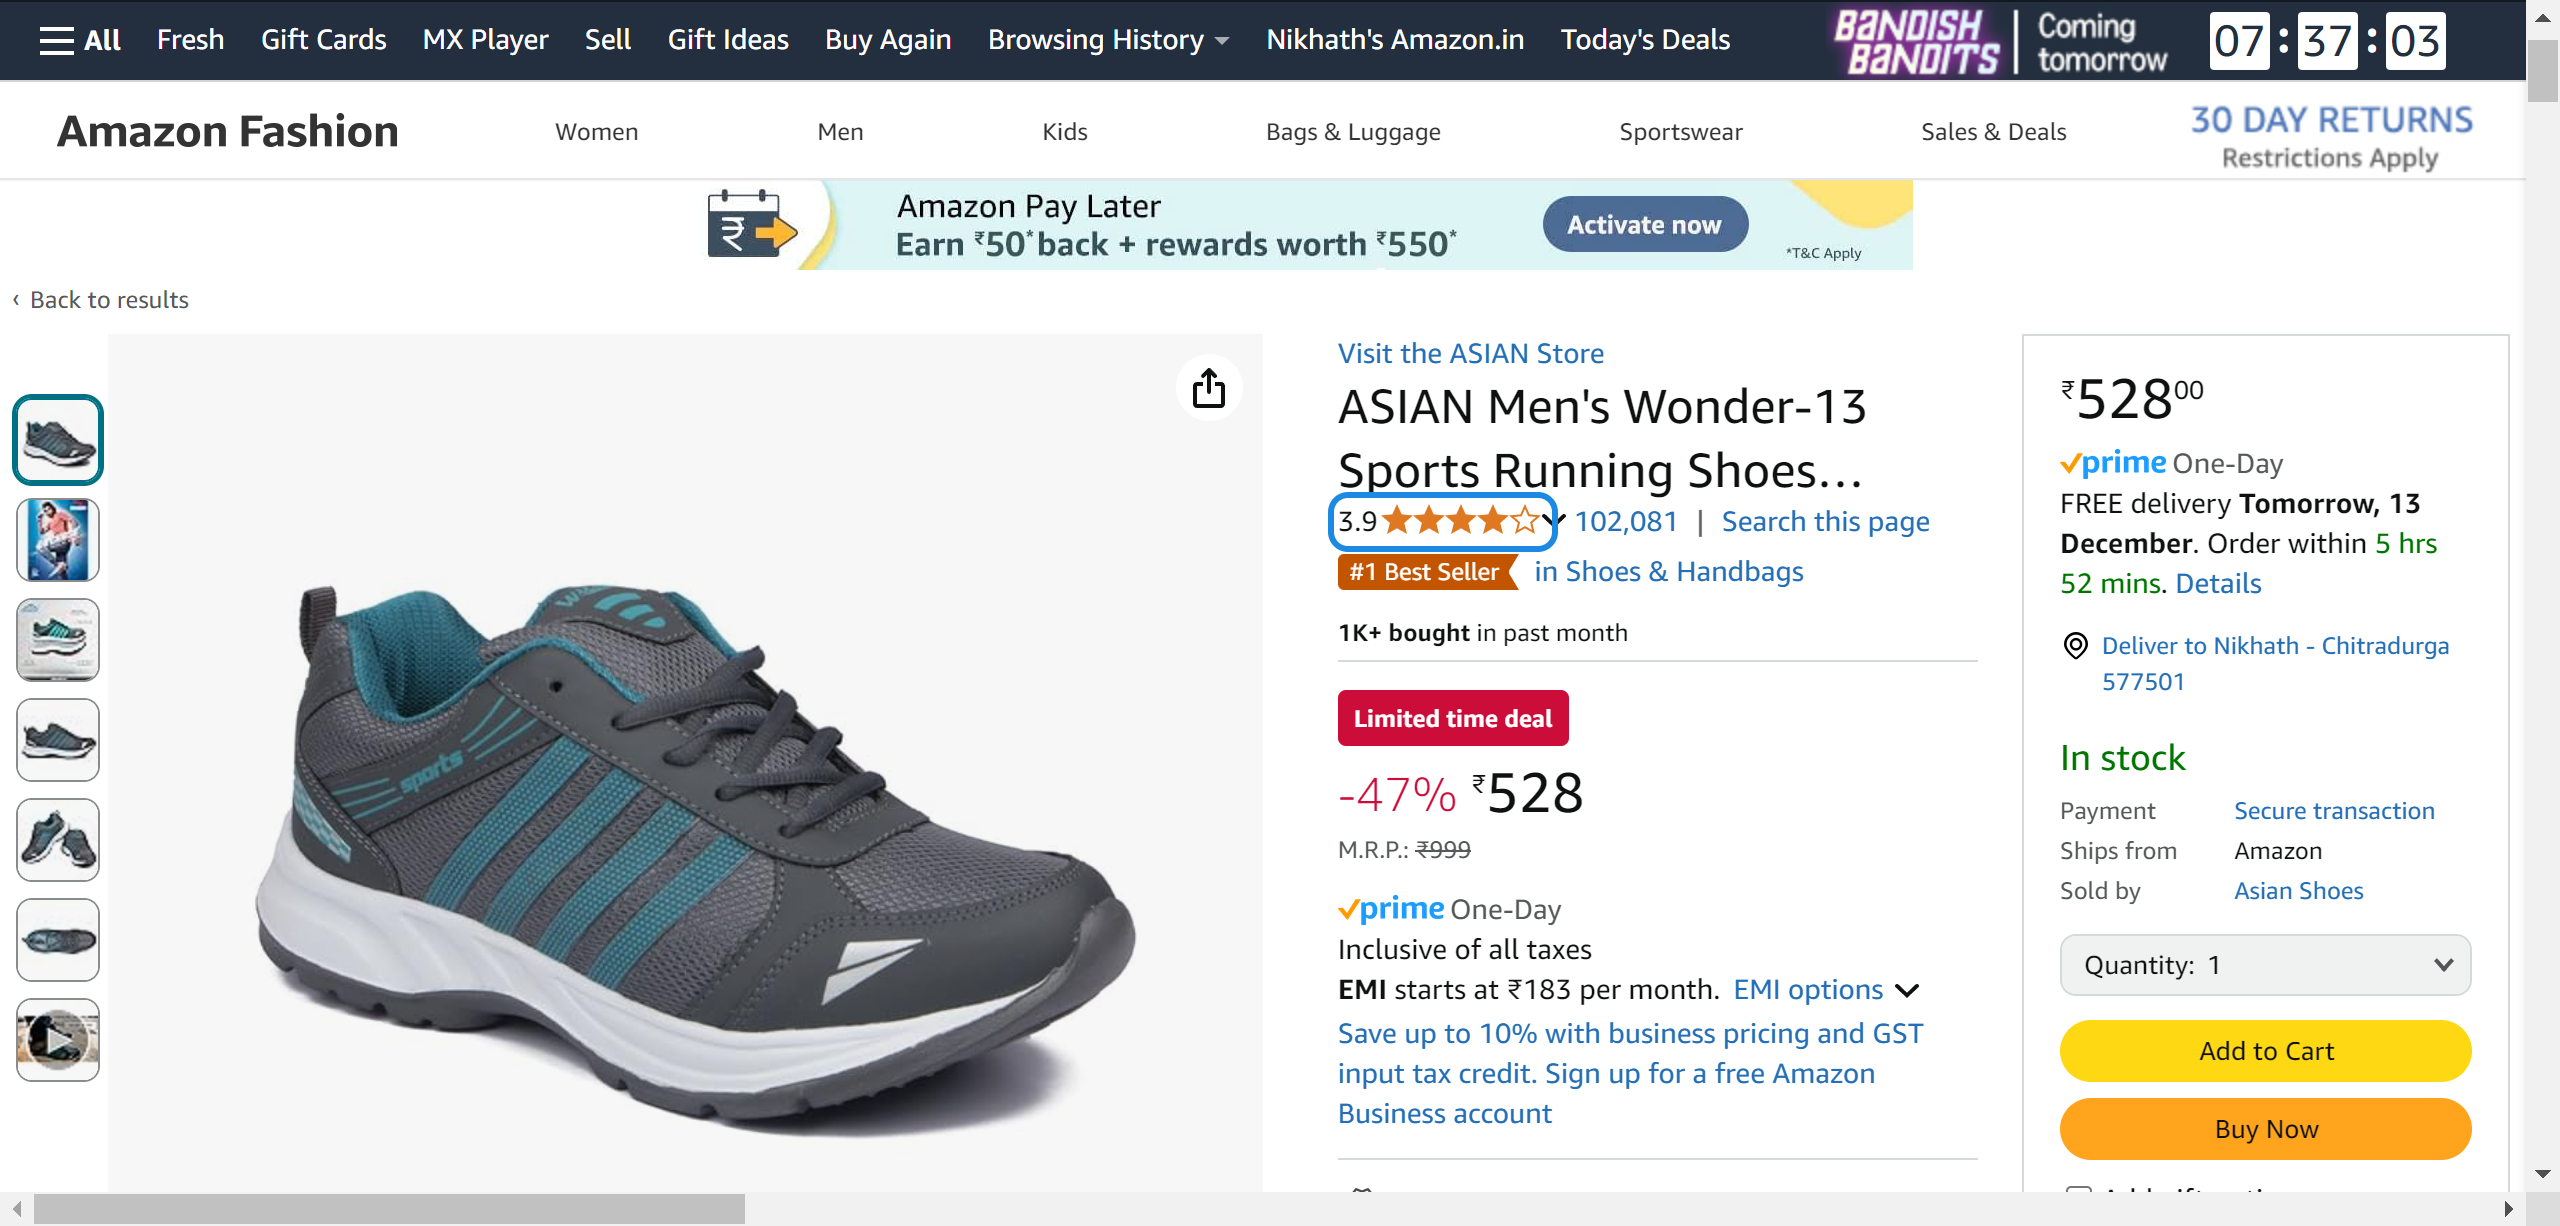 All Fresh Gift Cards MX Player Sell Gift Ideas Buy Again Browsing History Nikhath's Amazon.in Today's Deals
BANDISH BANDITS
Coming tomorrow
07 : 37 : 03
Amazon Fashion Women Men Kids Bags & Luggage Sportswear Sales & Deals
30 DAY RETURNS
Restrictions Apply
Amazon Pay Later
Earn ₹50* back + rewards worth ₹550*
Activate now
*T&C Apply
‹ Back to results
sports
Visit the ASIAN Store
ASIAN Men's Wonder-13
Sports Running Shoes...
3.9 102,081 | Search this page
#1 Best Seller in Shoes & Handbags
1K+ bought in past month
Limited time deal
-47% ₹528
M.R.P.: ₹999
prime One-Day
Inclusive of all taxes
EMI starts at ₹183 per month. EMI options
Save up to 10% with business pricing and GST
input tax credit. Sign up for a free Amazon
Business account
₹528 00
prime One-Day
FREE delivery Tomorrow, 13
December. Order within 5 hrs
52 mins. Details
Deliver to Nikhath - Chitradurga
577501
In stock
Payment Secure transaction
Ships from Amazon
Sold by Asian Shoes
Quantity: 1
Add to Cart
Buy Now